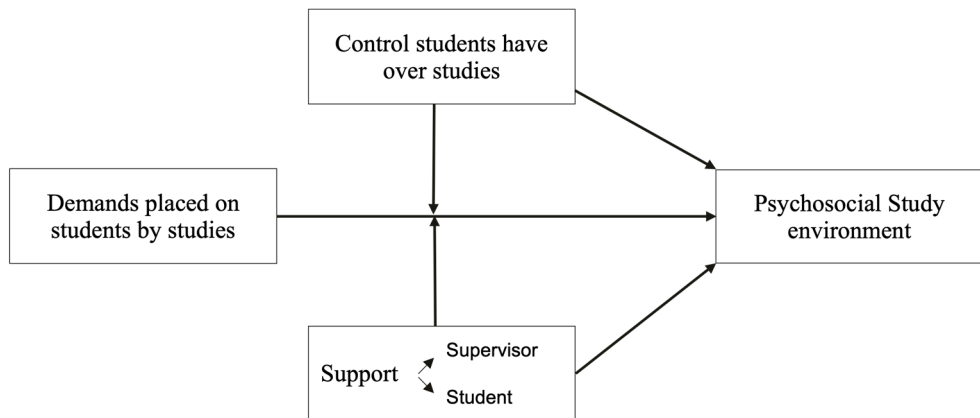 Control students have
over studies
Demands placed on
students by studies
Psychosocial Study
environment
Support
Supervisor
Student